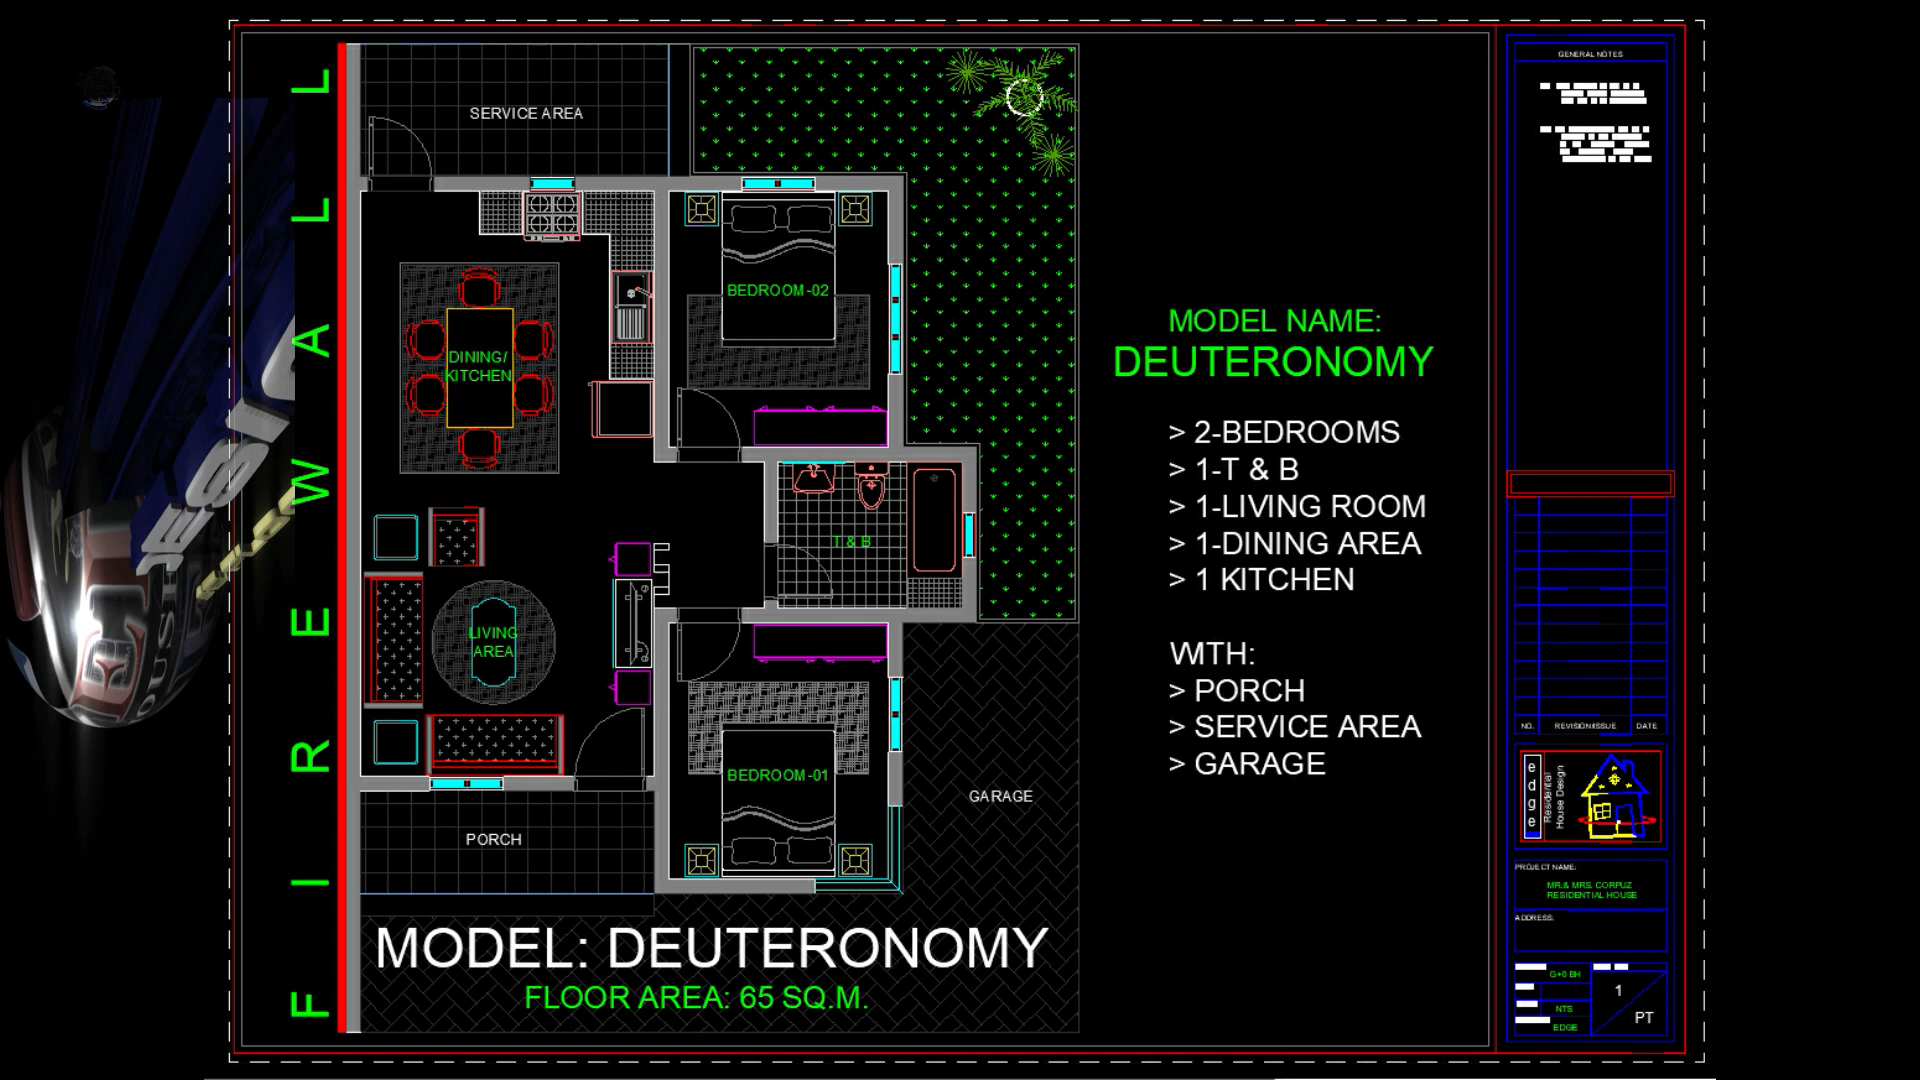 FIREWALL
SERVICE AREA
BEDROOM-02
DINING/
KITCHEN
T & B
LIVING
AREA
BEDROOM-01
GARAGE
PORCH
MODEL: DEUTERONOMY
FLOOR AREA: 65 SQ.M.
MODEL NAME:
DEUTERONOMY
> 2-BEDROOMS
> 1-T & B
> 1-LIVING ROOM
> 1-DINING AREA
> 1 KITCHEN
WITH:
> PORCH
> SERVICE AREA
> GARAGE
GENERAL NOTES
NO. REVISION/ISSUE DATE
edge
Residential
House Design
PROJECT NAME:
MR.& MRS. CORPUZ
RESIDENTIAL HOUSE
ADDRESS:
G+0 BH
NTS
EDGE
1
PT